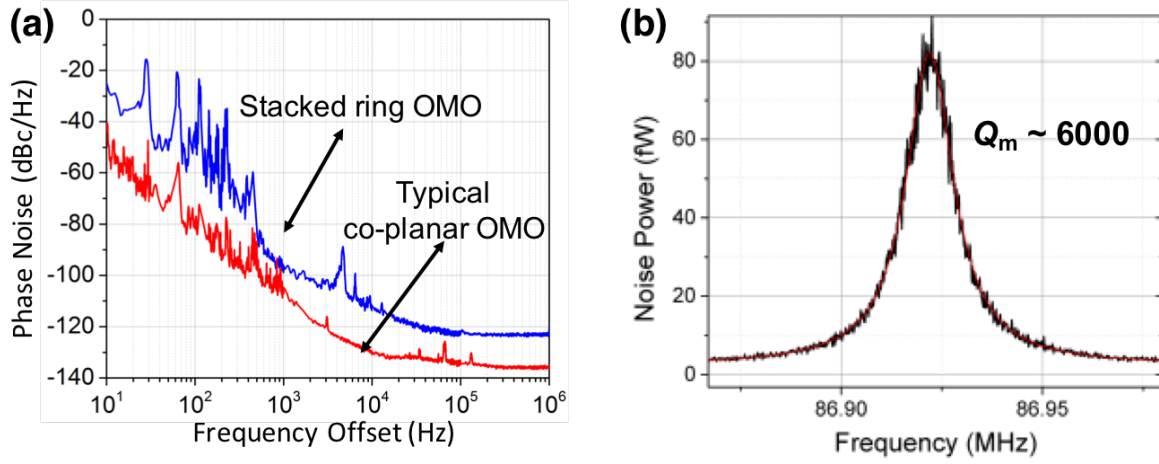 (a)
Phase Noise (dBc/Hz)
0
-20
-40
-60
-80
-100
-120
-140
Stacked ring OMO
Typical
co-planar OMO
10^1
10^2
10^3
10^4
10^5
10^6
Frequency Offset (Hz)
(b)
Noise Power (fW)
80
60
40
20
0
Qm ~ 6000
86.90
86.95
Frequency (MHz)